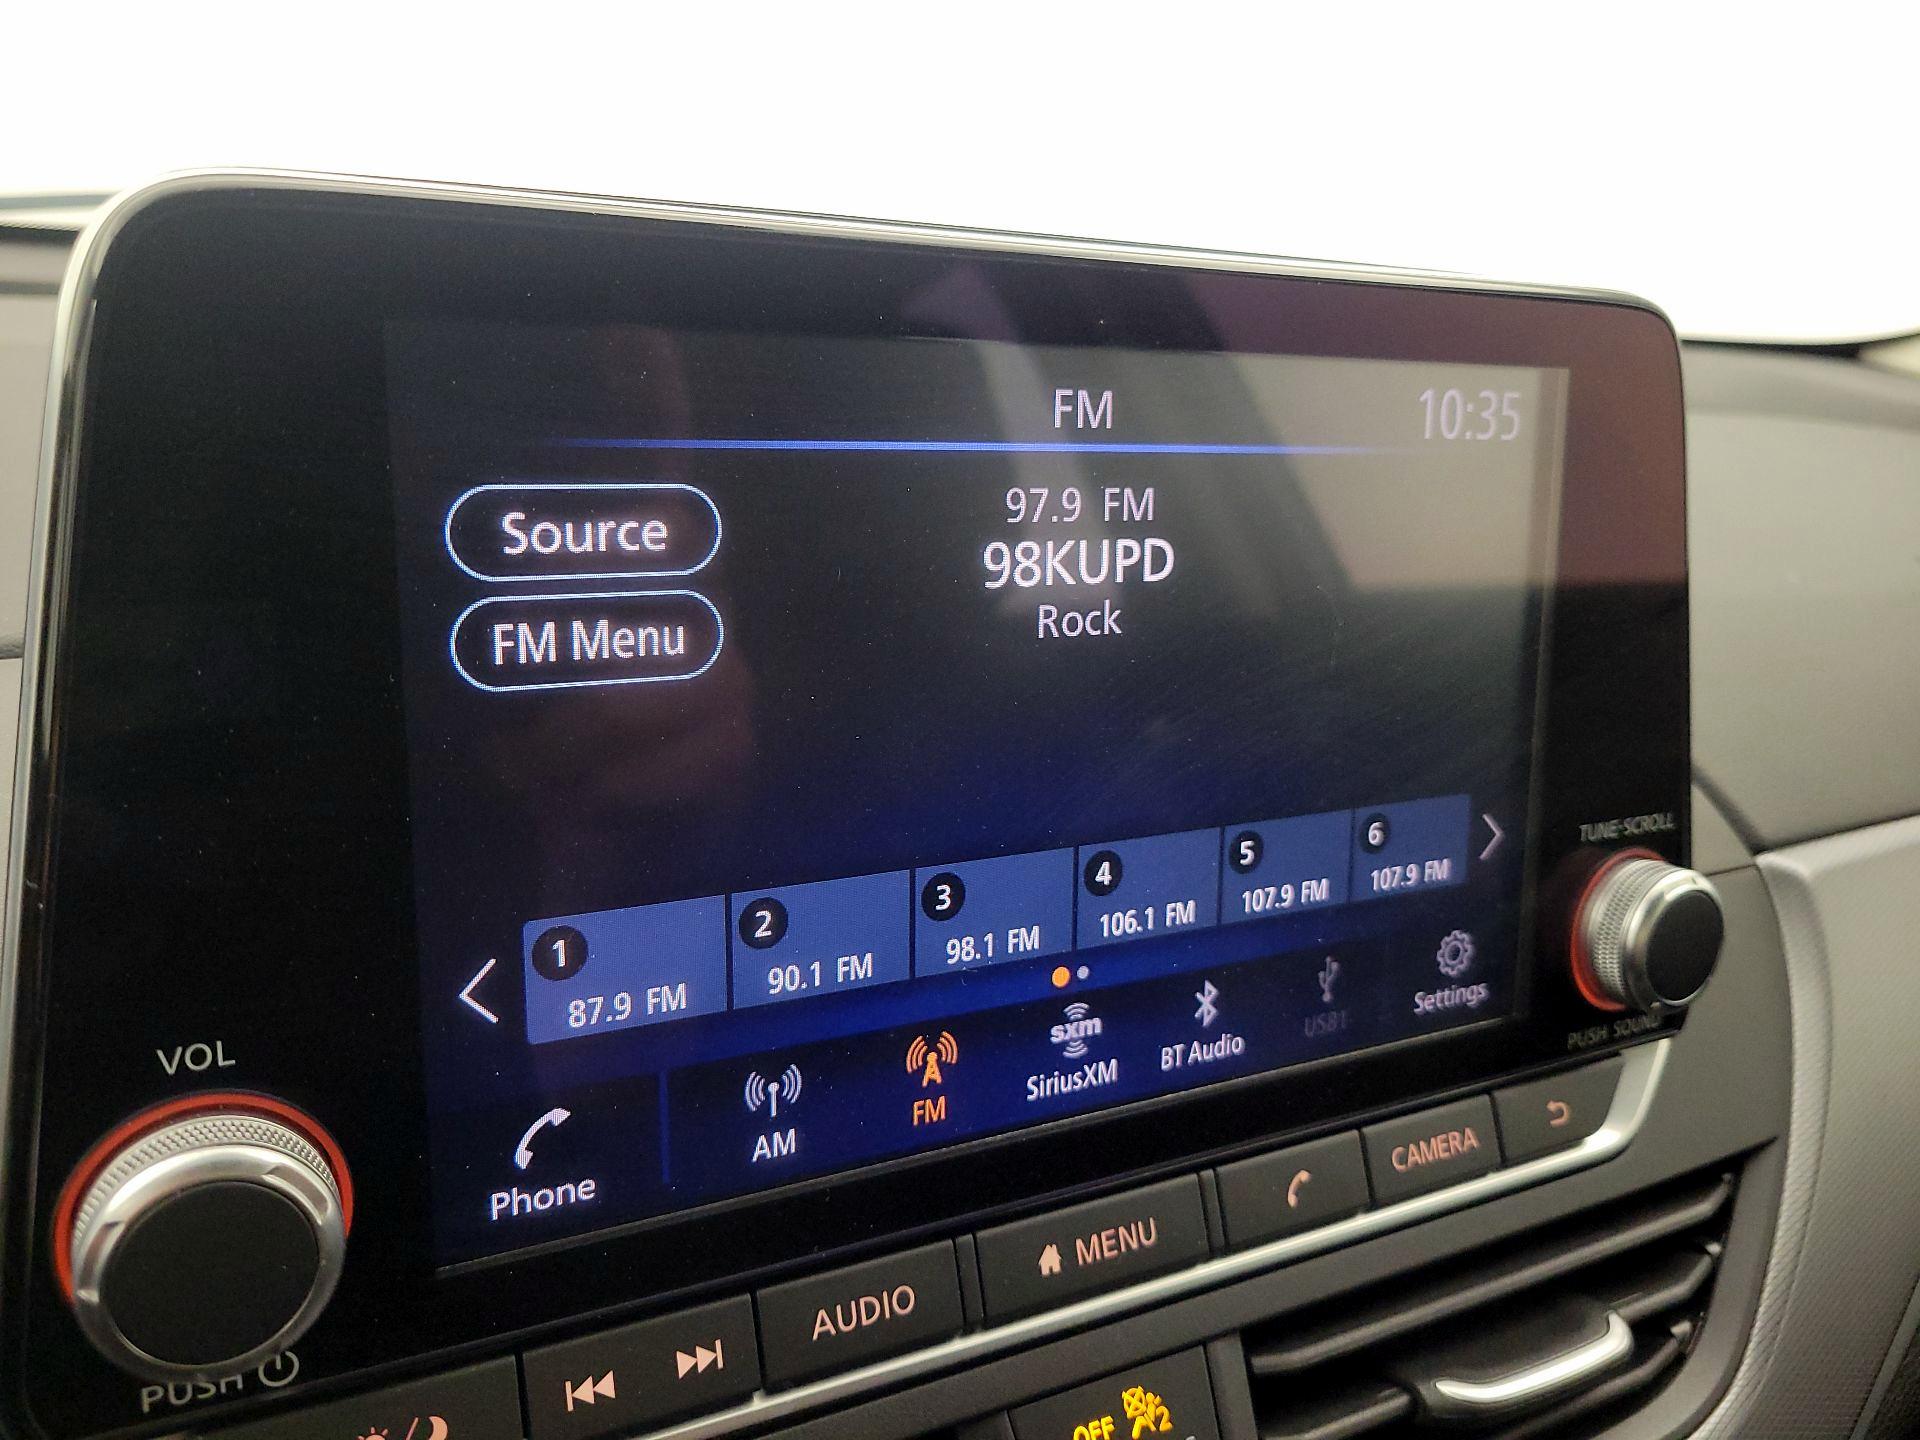 FM
10:35
Source
97.9 FM
98KUPD
FM Menu
Rock
1
87.9 FM
2
90.1 FM
3
98.1 FM
4
106.1 FM
5
107.9 FM
6
107.9 FM
Phone
AM
FM
sxm
SiriusXM
BT Audio
USB1
Settings
VOL
PUSH
TUNE·SCROLL
PUSH SOUND
AUDIO
MENU
CAMERA
OFF
2